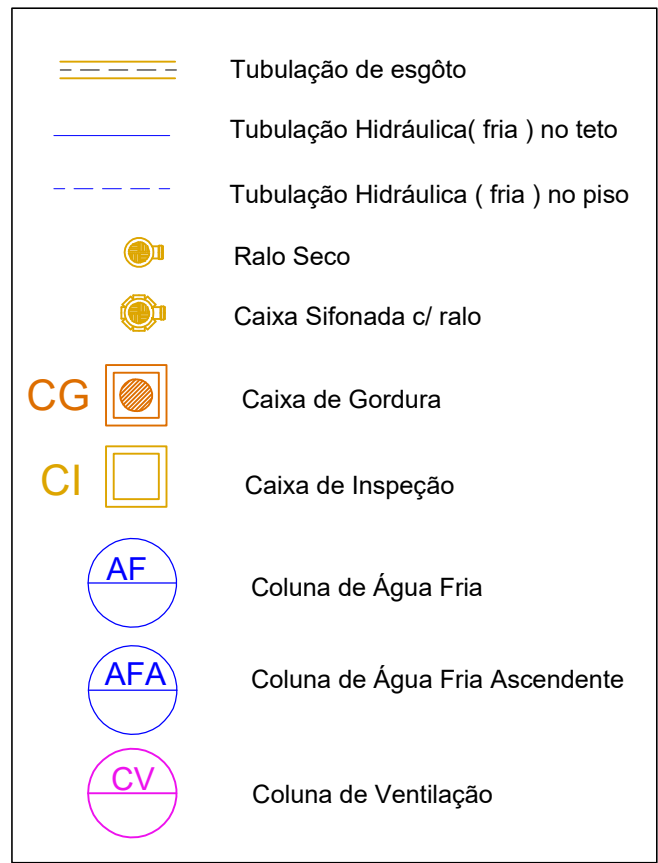 Tubulação de esgôto
Tubulação Hidráulica( fria ) no teto
Tubulação Hidráulica ( fria ) no piso
Ralo Seco
Caixa Sifonada c/ ralo
CG Caixa de Gordura
CI Caixa de Inspeção
AF Coluna de Água Fria
AFA Coluna de Água Fria Ascendente
CV Coluna de Ventilação